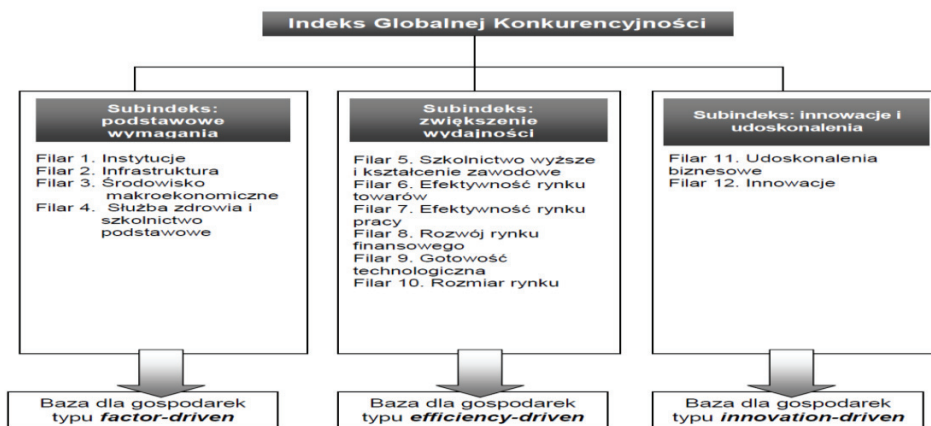 Indeks Globalnej Konkurencyjności
Subindeks:
podstawowe
wymagania
Filar 1. Instytucje
Filar 2. Infrastruktura
Filar 3. Środowisko
makroekonomiczne
Filar 4. Służba zdrowia i
szkolnictwo
podstawowe
Baza dla gospodarek
typu factor-driven
Subindeks:
zwiększenie
wydajności
Filar 5. Szkolnictwo wyższe
i kształcenie zawodowe
Filar 6. Efektywność rynku
towarów
Filar 7. Efektywność rynku
pracy
Filar 8. Rozwój rynku
finansowego
Filar 9. Gotowość
technologiczna
Filar 10. Rozmiar rynku
Baza dla gospodarek
typu efficiency-driven
Subindeks: innowacje i
udoskonalenia
Filar 11. Udoskonalenia
biznesowe
Filar 12. Innowacje
Baza dla gospodarek
typu innovation-driven